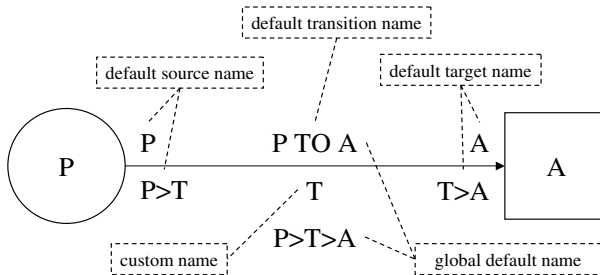 default transition name
default source name
default target name
P
P TO A
A
P
A
P>T
T
T>A
P>T>A
custom name
global default name